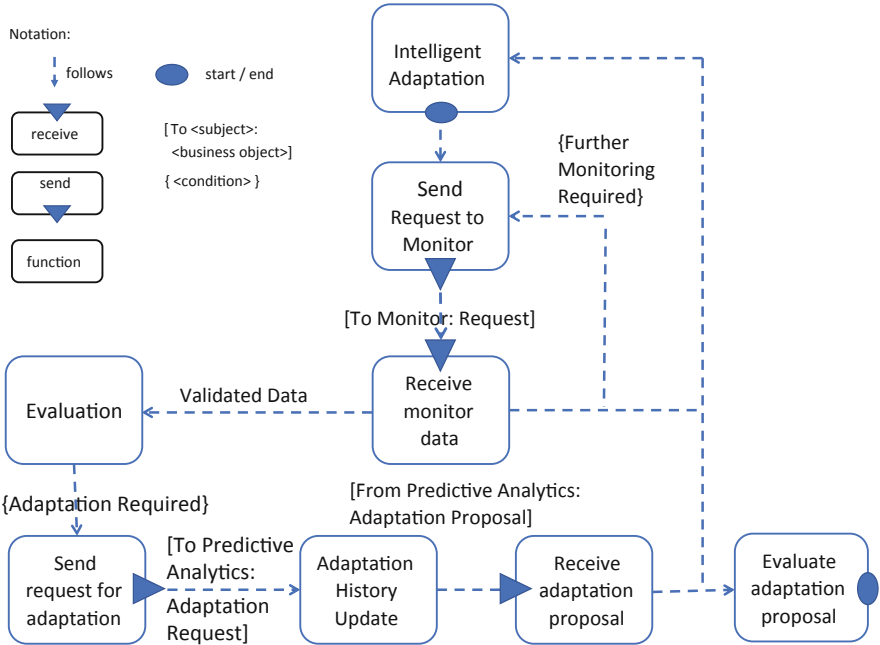 Notation:
follows
start / end
receive
[To <subject>:
<business object>]
send
{ <condition> }
function
Intelligent
Adaptation
{Further
Monitoring
Required}
Send
Request to
Monitor
[To Monitor: Request]
Receive
monitor
data
Validated Data
Evaluation
{Adaptation Required}
[From Predictive Analytics:
Adaptation Proposal]
Send
request for
adaptation
[To Predictive
Analytics:
Adaptation
Request]
Adaptation
History
Update
Receive
adaptation
proposal
Evaluate
adaptation
proposal